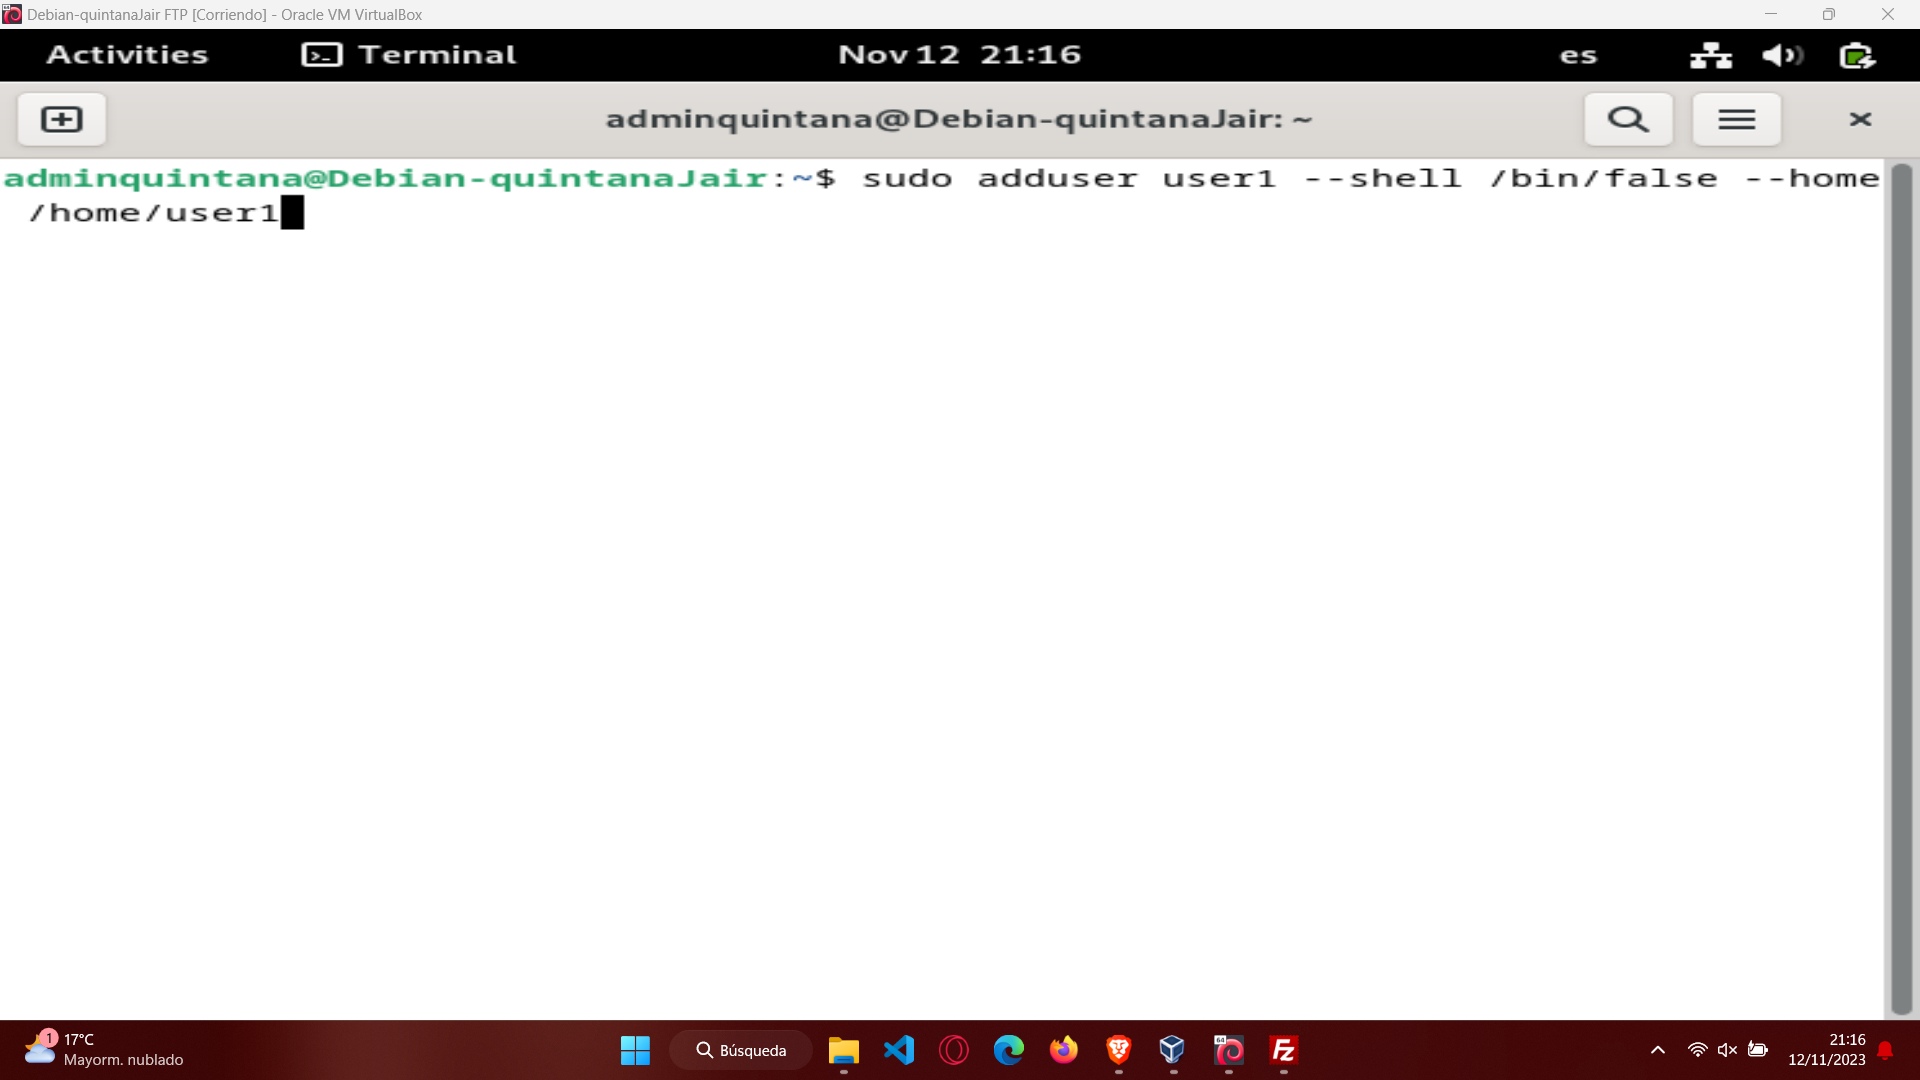 Debian-quintanaJair FTP [Corriendo] - Oracle VM VirtualBox
Activities Terminal Nov 12 21:16 es
adminquintana@Debian-quintanaJair: ~
adminquintana@Debian-quintanaJair:~$ sudo adduser user1 --shell /bin/false --home
/home/user1
1 17°C
Mayorm. nublado
Búsqueda
64
Fz
21:16
12/11/2023